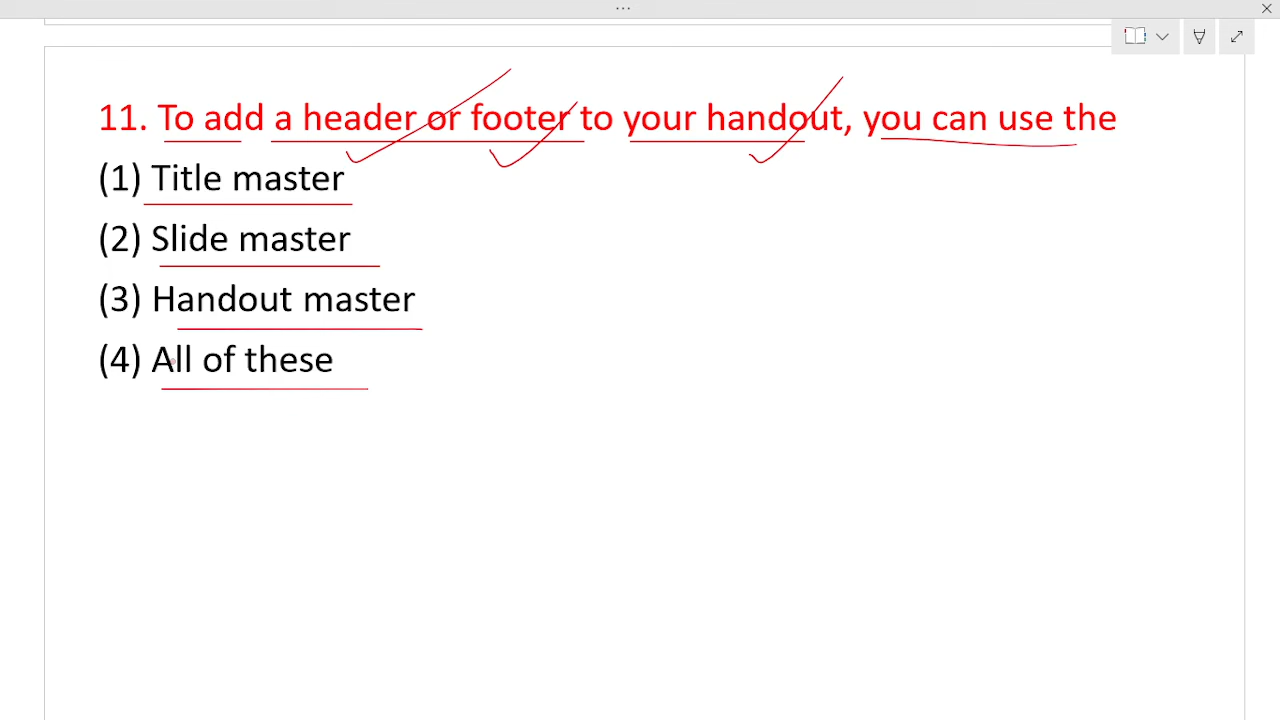 11. To add a header or footer to your handout, you can use the
(1) Title master
(2) Slide master
(3) Handout master
(4) All of these